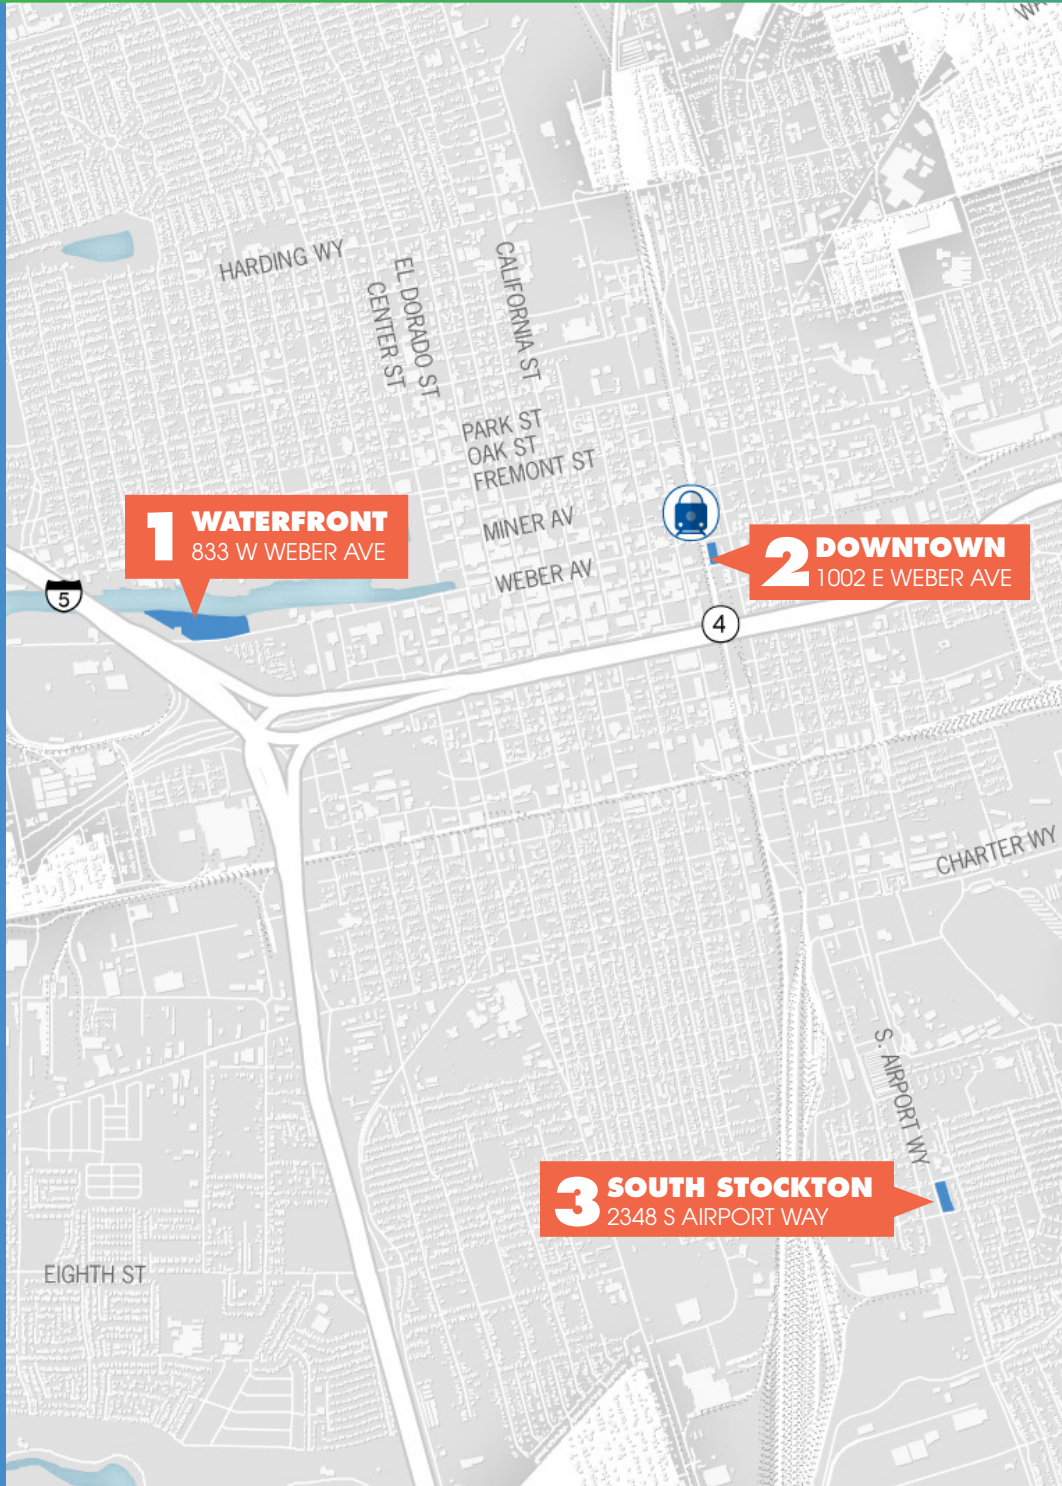 HARDING WY
EL DORADO ST
CENTER ST
CALIFORNIA ST
PARK ST
OAK ST
FREMONT ST
MINER AV
WEBER AV
1 WATERFRONT
833 W WEBER AVE
2 DOWNTOWN
1002 E WEBER AVE
5
4
CHARTER WY
S. AIRPORT WY
3 SOUTH STOCKTON
2348 S AIRPORT WAY
EIGHTH ST